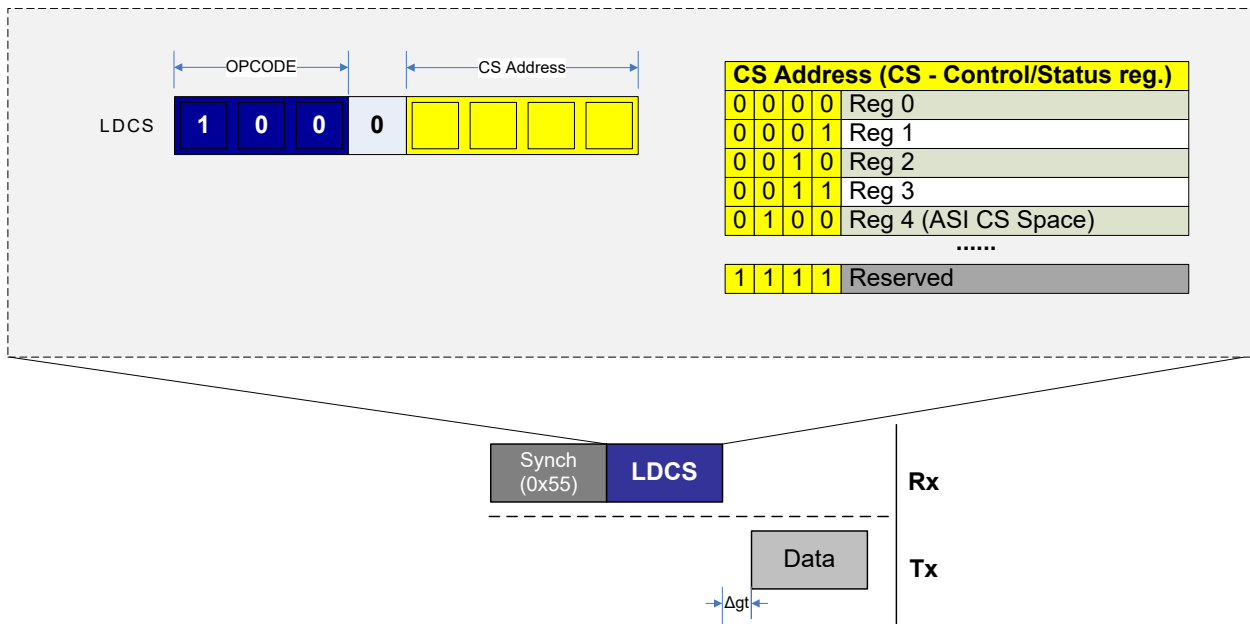 OPCODE
CS Address
LDCS 1 0 0 0
CS Address (CS - Control/Status reg.)
0 0 0 0 Reg 0
0 0 0 1 Reg 1
0 0 1 0 Reg 2
0 0 1 1 Reg 3
0 1 0 0 Reg 4 (ASI CS Space)
......
1 1 1 1 Reserved
Synch
(0x55)
LDCS
Rx
Data
Tx
Δgt